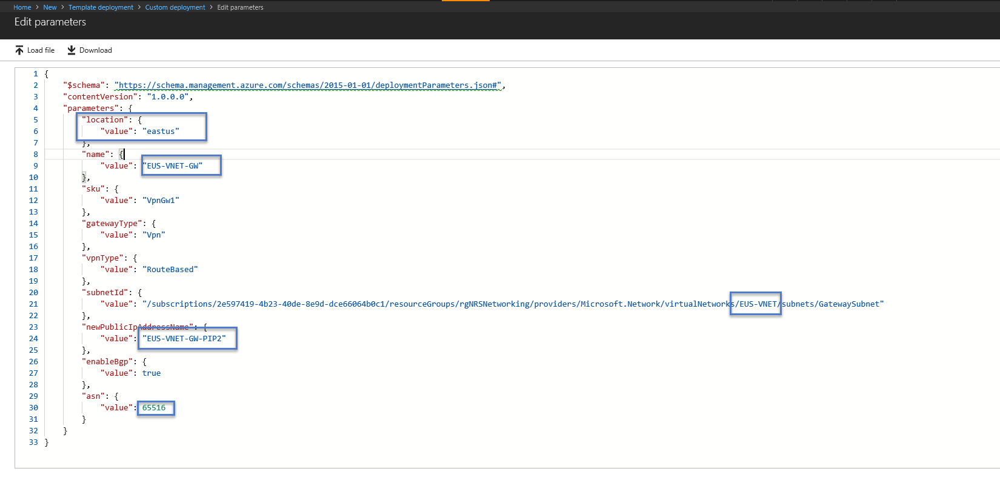 Home > New > Template deployment > Custom deployment > Edit parameters
Edit parameters
Load file Download
1 {
2 "$schema": "https://schema.management.azure.com/schemas/2015-01-01/deploymentParameters.json#",
3 "contentVersion": "1.0.0.0",
4 "parameters": {
5 "location": {
6 "value": "eastus"
7 },
8 "name": {
9 "value": "EUS-VNET-GW"
10 },
11 "sku": {
12 "value": "VpnGw1"
13 },
14 "gatewayType": {
15 "value": "Vpn"
16 },
17 "vpnType": {
18 "value": "RouteBased"
19 },
20 "subnetId": {
21 "value": "/subscriptions/2e597419-4b23-40de-8e9d-dce66064b0c1/resourceGroups/rgNRSNetworking/providers/Microsoft.Network/virtualNetworks/EUS-VNET/subnets/GatewaySubnet"
22 },
23 "newPublicIpAddressName": {
24 "value": "EUS-VNET-GW-PIP2"
25 },
26 "enableBgp": {
27 "value": true
28 },
29 "asn": {
30 "value": 65516
31 }
32 }
33 }